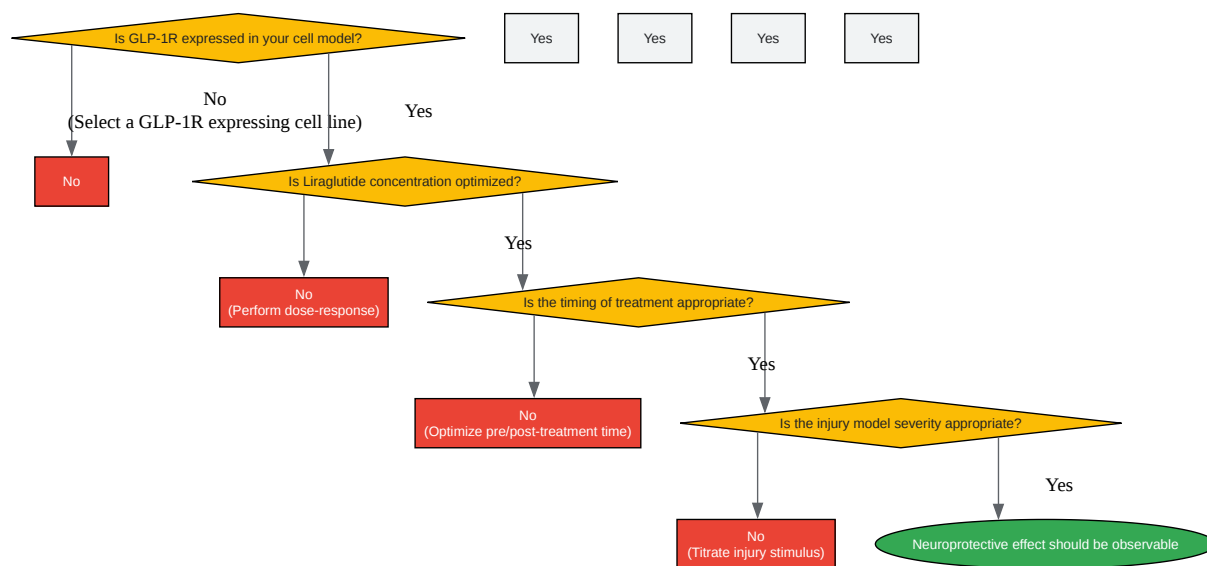 Is GLP-1R expressed in your cell model?
Yes
Yes
Yes
Yes
No
(Select a GLP-1R expressing cell line)
Yes
No
Is Liraglutide concentration optimized?
Yes
No
(Perform dose-response)
Is the timing of treatment appropriate?
Yes
No
(Optimize pre/post-treatment time)
Is the injury model severity appropriate?
Yes
No
(Titrate injury stimulus)
Neuroprotective effect should be observable